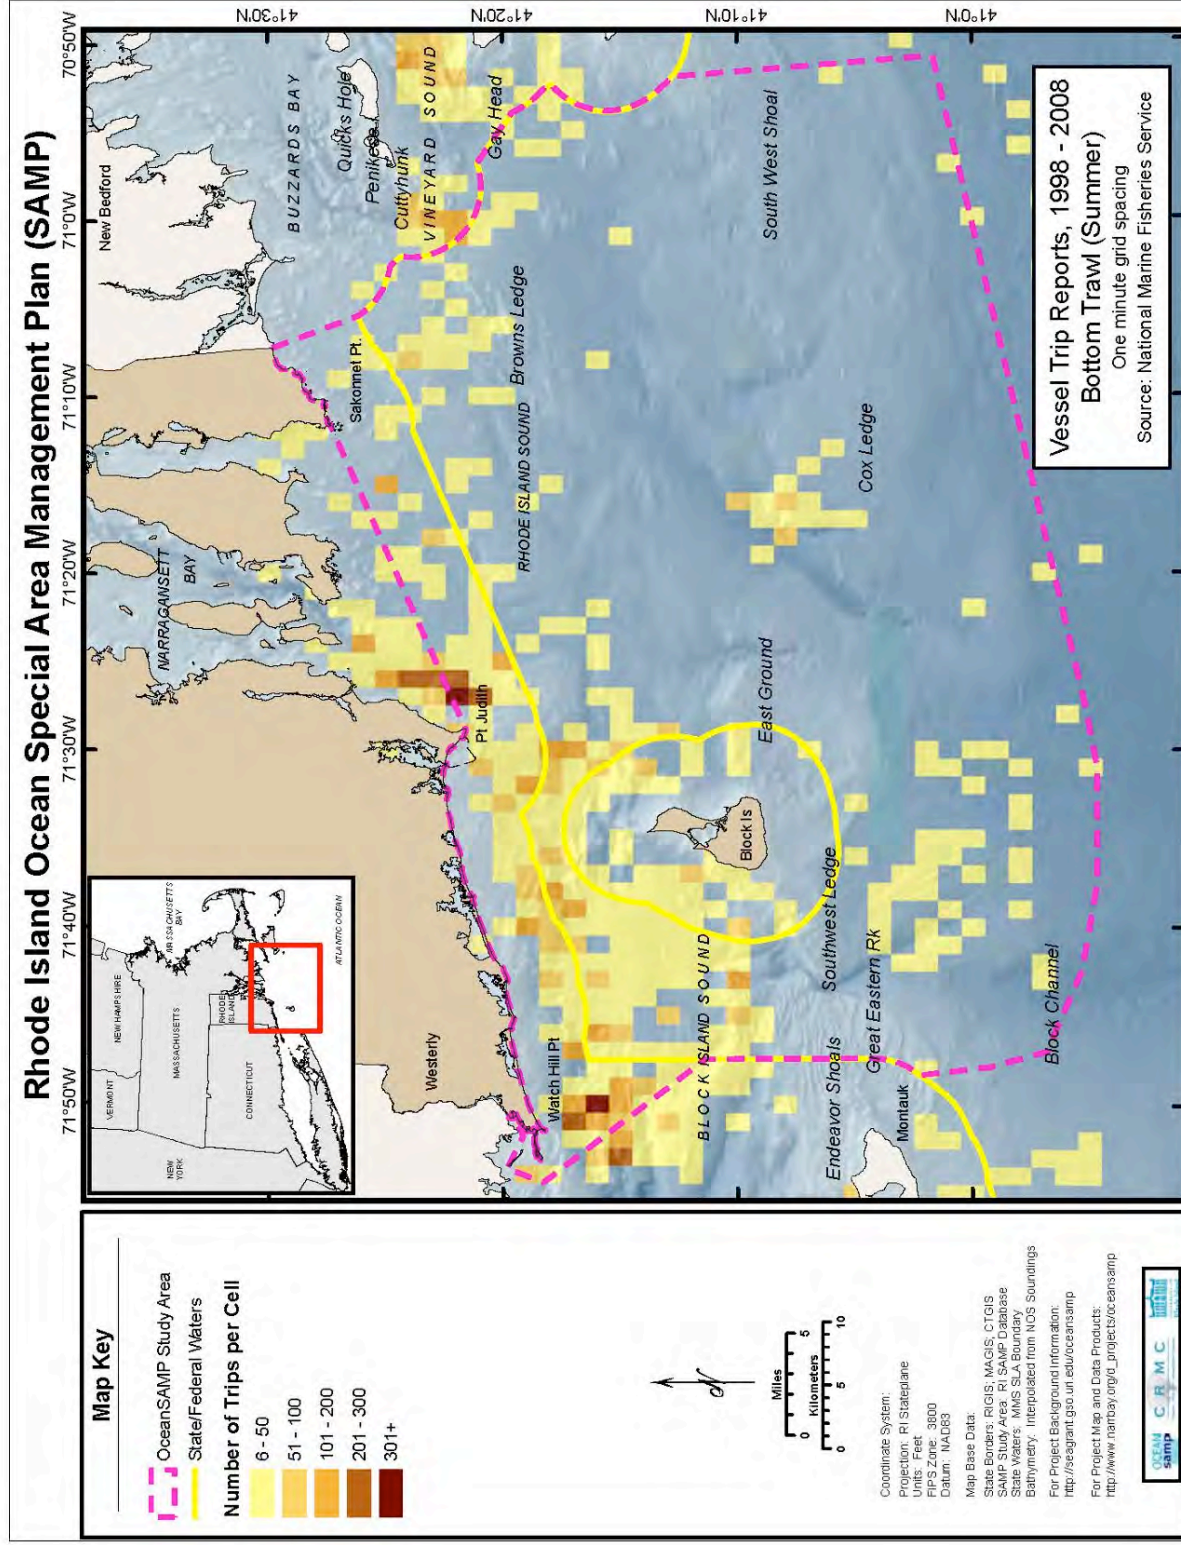 Rhode Island Ocean Special Area Management Plan (SAMP)
Map Key
OceanSAMP Study Area
State/Federal Waters
Number of Trips per Cell
6 - 50
51 - 100
101 - 200
201 - 300
301+
N
Miles
0 5
Kilometers
0 5 10
Coordinate System:
Projection: RI Stateplane
Units: Feet
FIPS Zone: 3800
Datum: NAD83
Map Base Data:
State Borders: RIGIS; MAGIS; CTGIS
SAMP Study Area: RI SAMP Database
State Waters: MMS SLA Boundary
Bathymetry: Interpolated from NOS Soundings
For Project Background Information:
http://seagrant.gso.uri.edu/oceansamp
For Project Map and Data Products:
http://www.narrbay.org/d_projects/oceansamp
OCEAN
samp
C R M C
71°50'W
71°40'W
71°30'W
71°20'W
71°10'W
71°0'W
70°50'W
41°30'N
41°20'N
41°10'N
41°0'N
VERMONT
NEW HAMPSHIRE
NEW
YORK
MASSACHUSETTS
MASSACHUSETTS
BAY
CONNECTICUT
RHODE
ISLAND
ATLANTIC OCEAN
New Bedford
NARRAGANSETT
BAY
BUZZARDS BAY
Quicks Hole
Penikese
Cuttyhunk
VINEYARD SOUND
Gay Head
Sakonnet Pt.
Westerly
Watch Hill Pt
Pt Judith
RHODE ISLAND SOUND
Browns Ledge
BLOCK ISLAND SOUND
Block Is
East Ground
Cox Ledge
South West Shoal
Endeavor Shoals
Southwest Ledge
Great Eastern Rk
Montauk
Block Channel
Vessel Trip Reports, 1998 - 2008
Bottom Trawl (Summer)
One minute grid spacing
Source: National Marine Fisheries Service